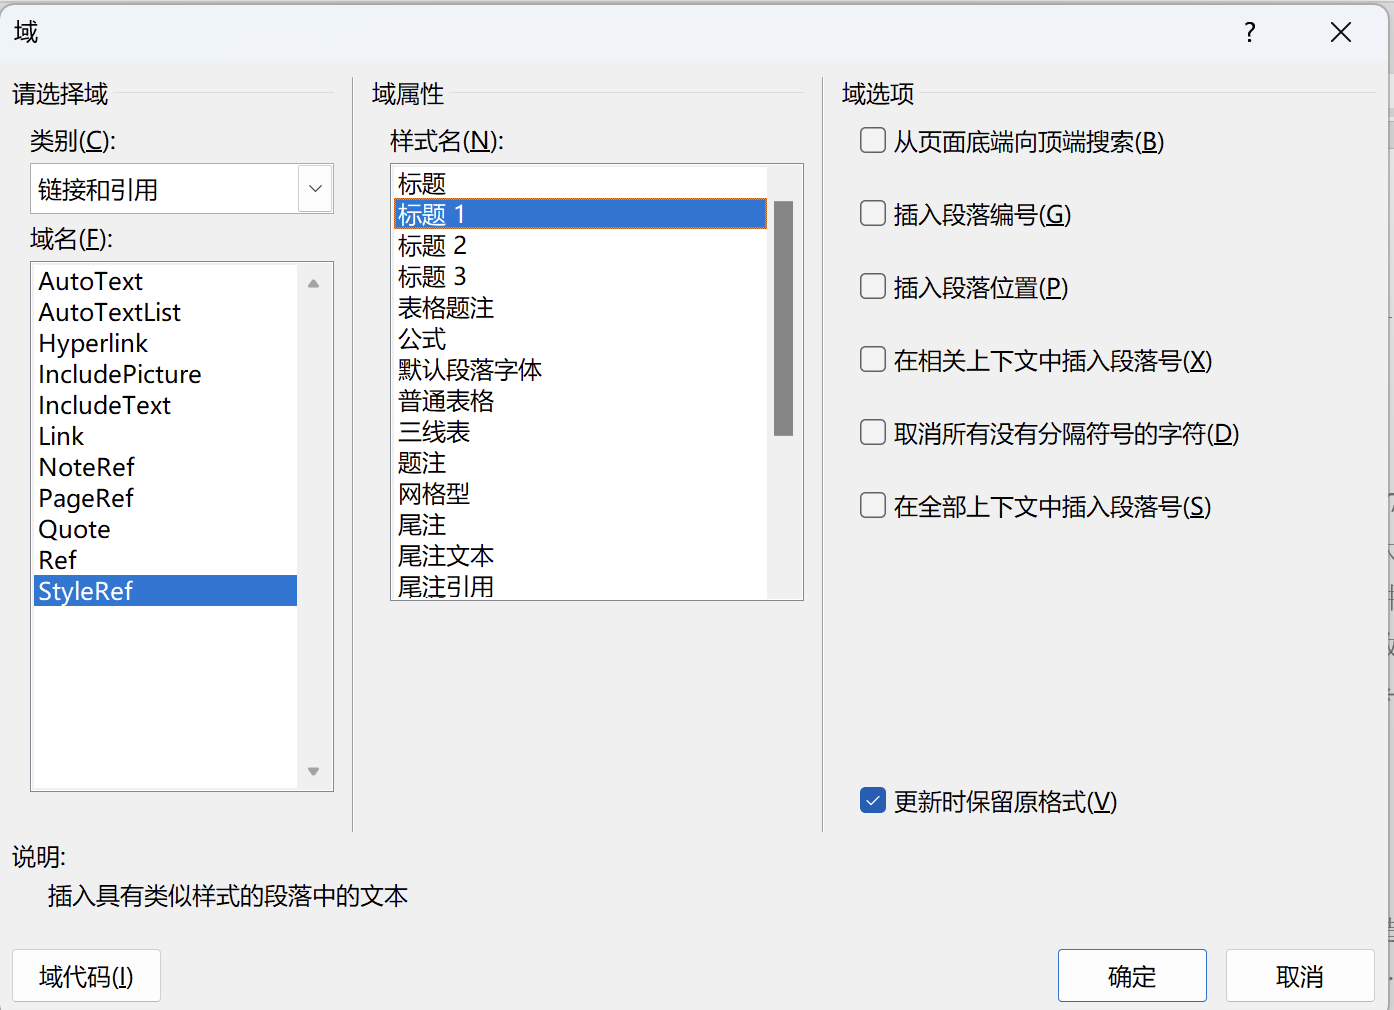 域
?
请选择域
类别(C):
链接和引用
域名(F):
AutoText
AutoTextList
Hyperlink
IncludePicture
IncludeText
Link
NoteRef
PageRef
Quote
Ref
StyleRef
域属性
样式名(N):
标题
标题 1
标题 2
标题 3
表格题注
公式
默认段落字体
普通表格
三线表
题注
网格型
尾注
尾注文本
尾注引用
域选项
从页面底端向顶端搜索(B)
插入段落编号(G)
插入段落位置(P)
在相关上下文中插入段落号(X)
取消所有没有分隔符号的字符(D)
在全部上下文中插入段落号(S)
更新时保留原格式(V)
说明:
插入具有类似样式的段落中的文本
域代码(I)
确定
取消